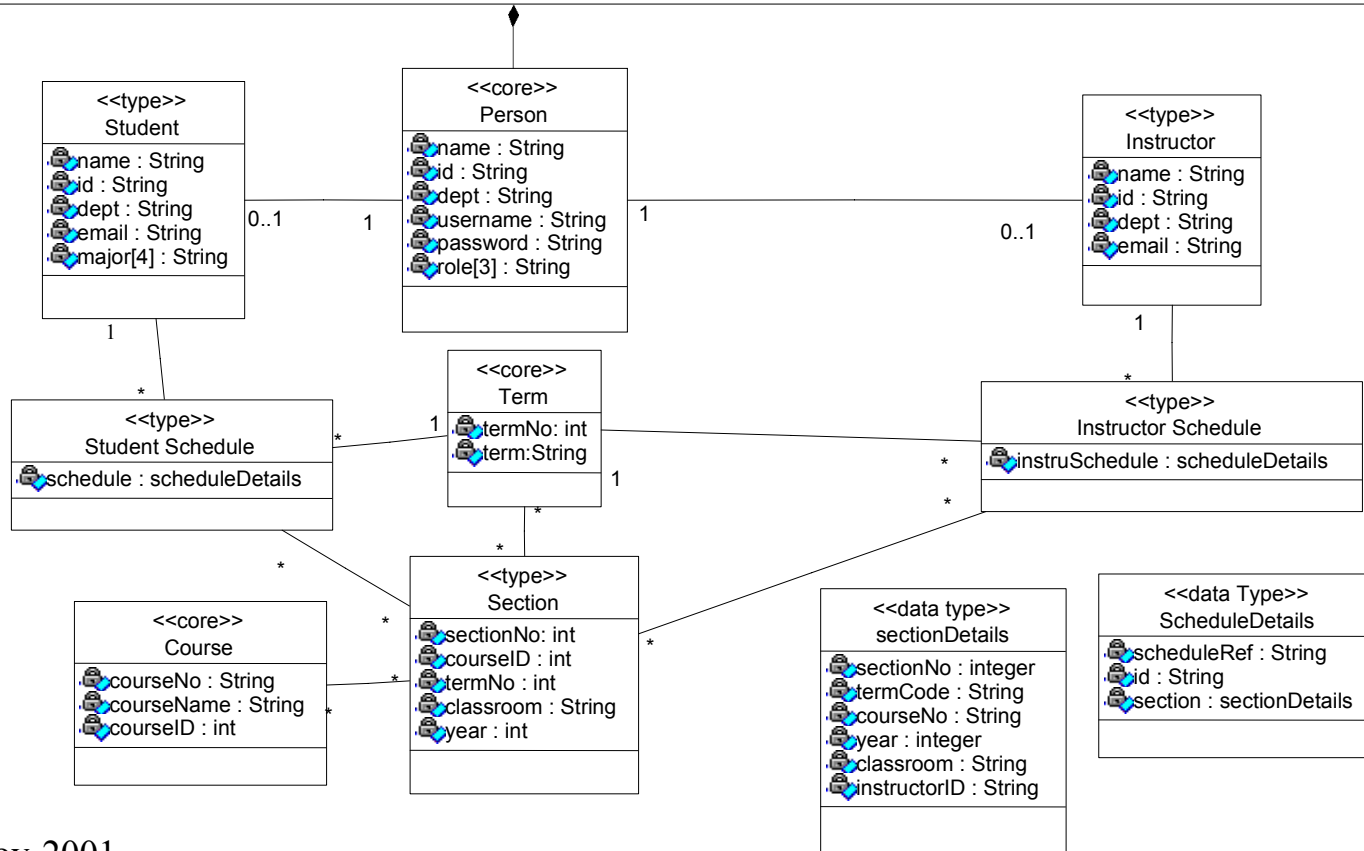 <<type>>
Student
name : String
id : String
dept : String
email : String
major[4] : String
<<core>>
Person
name : String
id : String
dept : String
username : String
password : String
role[3] : String
<<type>>
Instructor
name : String
id : String
dept : String
email : String
0..1
1
1
0..1
1
*
1
*
<<type>>
Student Schedule
schedule : scheduleDetails
<<core>>
Term
termNo: int
term:String
<<type>>
Instructor Schedule
instruSchedule : scheduleDetails
*
1
1
*
*
*
*
*
*
*
<<core>>
Course
courseNo : String
courseName : String
courseID : int
*
*
<<type>>
Section
sectionNo: int
courseID : int
termNo : int
classroom : String
year : int
<<data type>>
sectionDetails
sectionNo : integer
termCode : String
courseNo : String
year : integer
classroom : String
instructorID : String
<<data Type>>
ScheduleDetails
scheduleRef : String
id : String
section : sectionDetails
2001